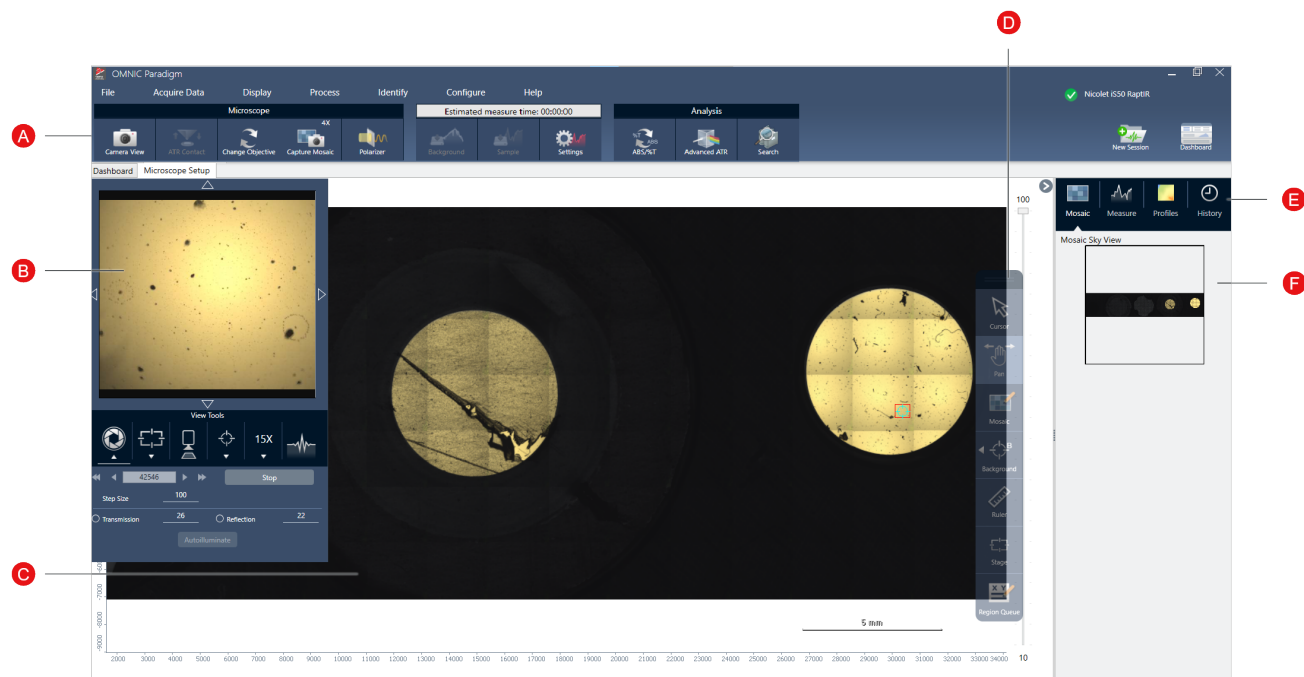 D
OMNIC Paradigm
File Acquire Data Display Process Identify Configure Help
Nicolet iS50 RaptIR
Microscope
Estimated measure time: 00:00:00
Analysis
4X
A
%T
ABS
Camera View ATR Contact Change Objective Capture Mosaic Polarizer Background Sample Settings ABS/%T Advanced ATR Search
New Session Dashboard
Dashboard Microscope Setup
100
E
Mosaic Measure Profiles History
Mosaic Sky View
B
F
Cursor
Pan
Mosaic
B
Background
Ruler
Stage
X Y
Region Queue
View Tools
15X
42546 Stop
Step Size 100
Transmission 26 Reflection 22
Autoilluminate
C
-7000
-8000
-9000
5 mm
2000 3000 4000 5000 6000 7000 8000 9000 10000 11000 12000 13000 14000 15000 16000 17000 18000 19000 20000 21000 22000 23000 24000 25000 26000 27000 28000 29000 30000 31000 32000 33000 34000 10